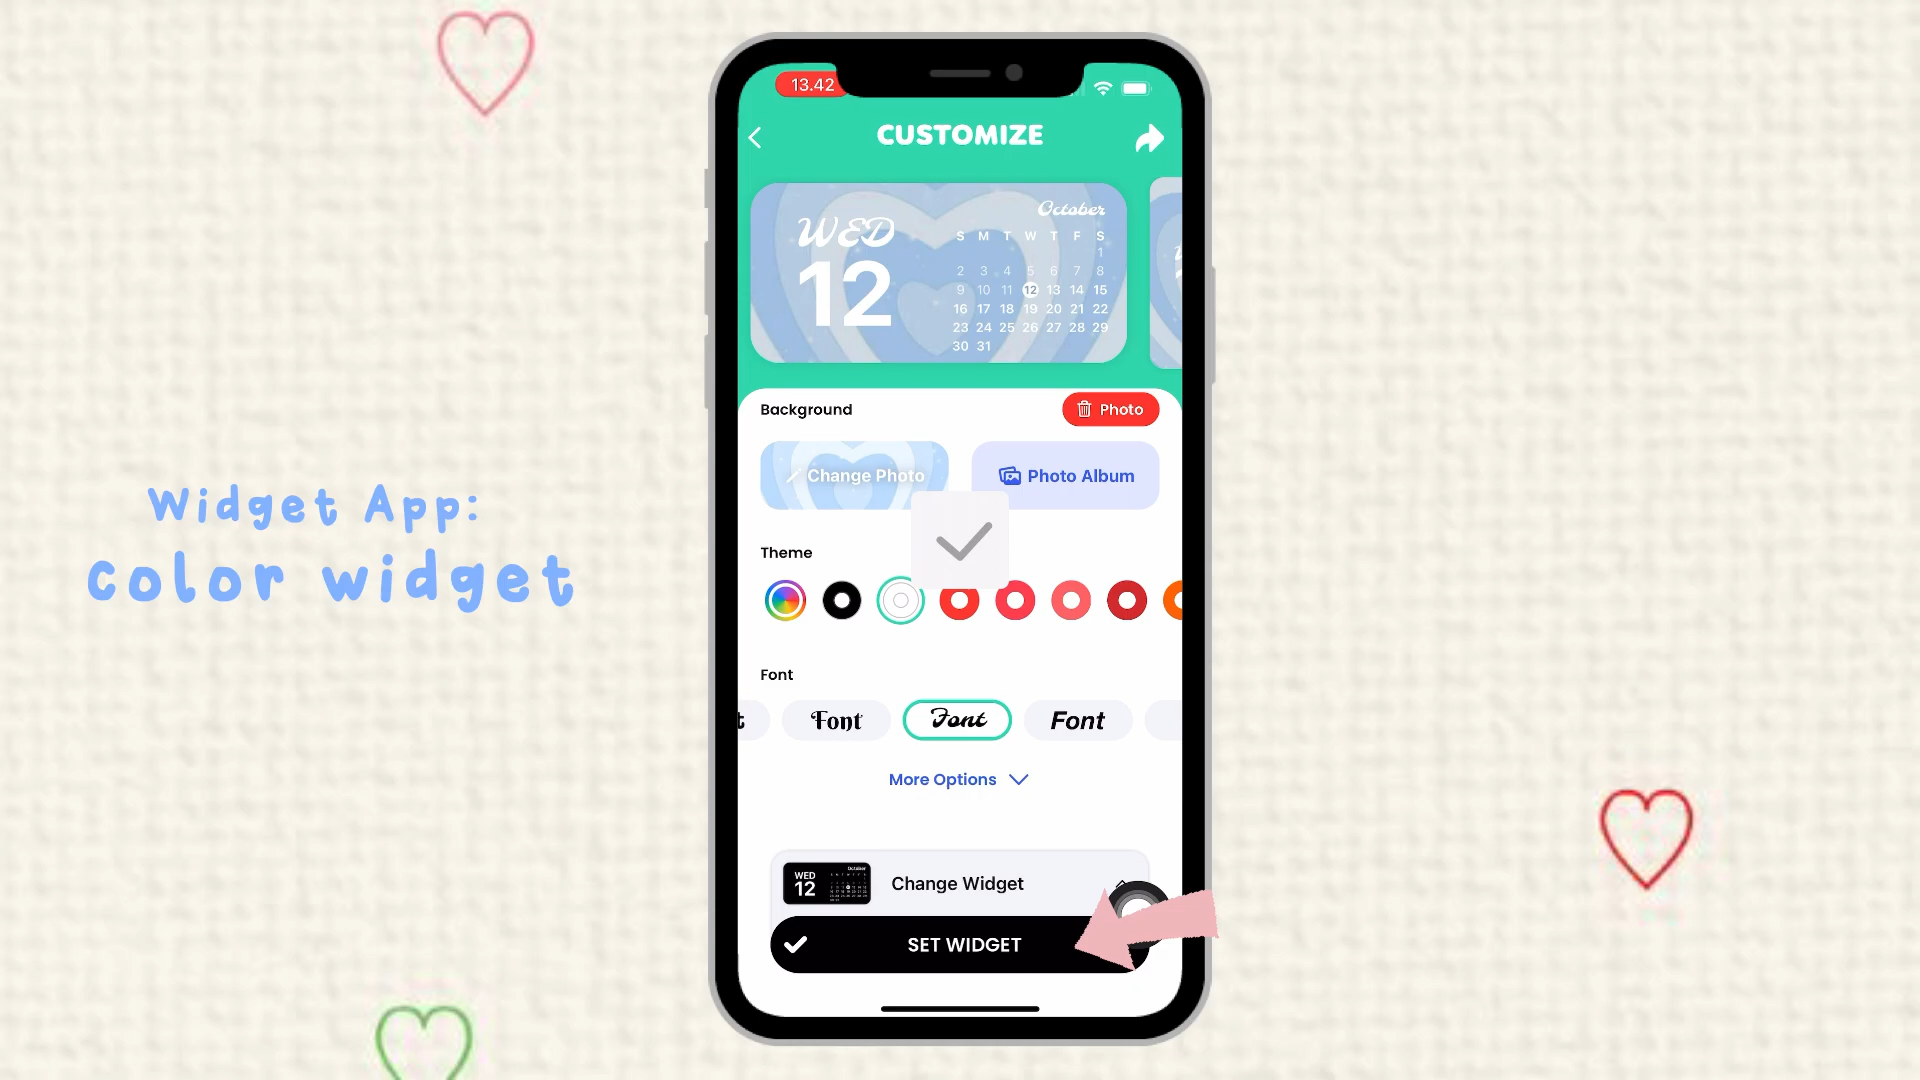 13.42
CUSTOMIZE
WED
12
October
S M T W T F S
1
2 3 4 5 6 7 8
9 10 11 12 13 14 15
16 17 18 19 20 21 22
23 24 25 26 27 28 29
30 31
Background
Photo
Change Photo
Photo Album
Widget App:
color widget
Theme
Font
t
Font
Font
Font
More Options
WED
12
October
Change Widget
SET WIDGET